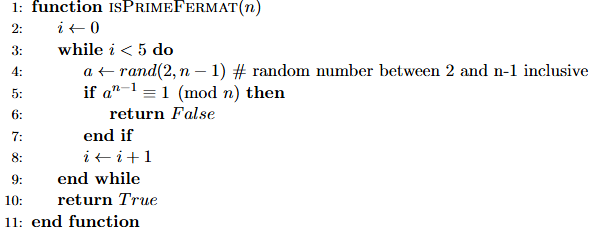 1: function ISPRIMEFERMAT(n)
2: i ← 0
3: while i < 5 do
4: a ← rand(2, n − 1) # random number between 2 and n-1 inclusive
5: if aⁿ⁻¹ ≡ 1 (mod n) then
6: return False
7: end if
8: i ← i + 1
9: end while
10: return True
11: end function